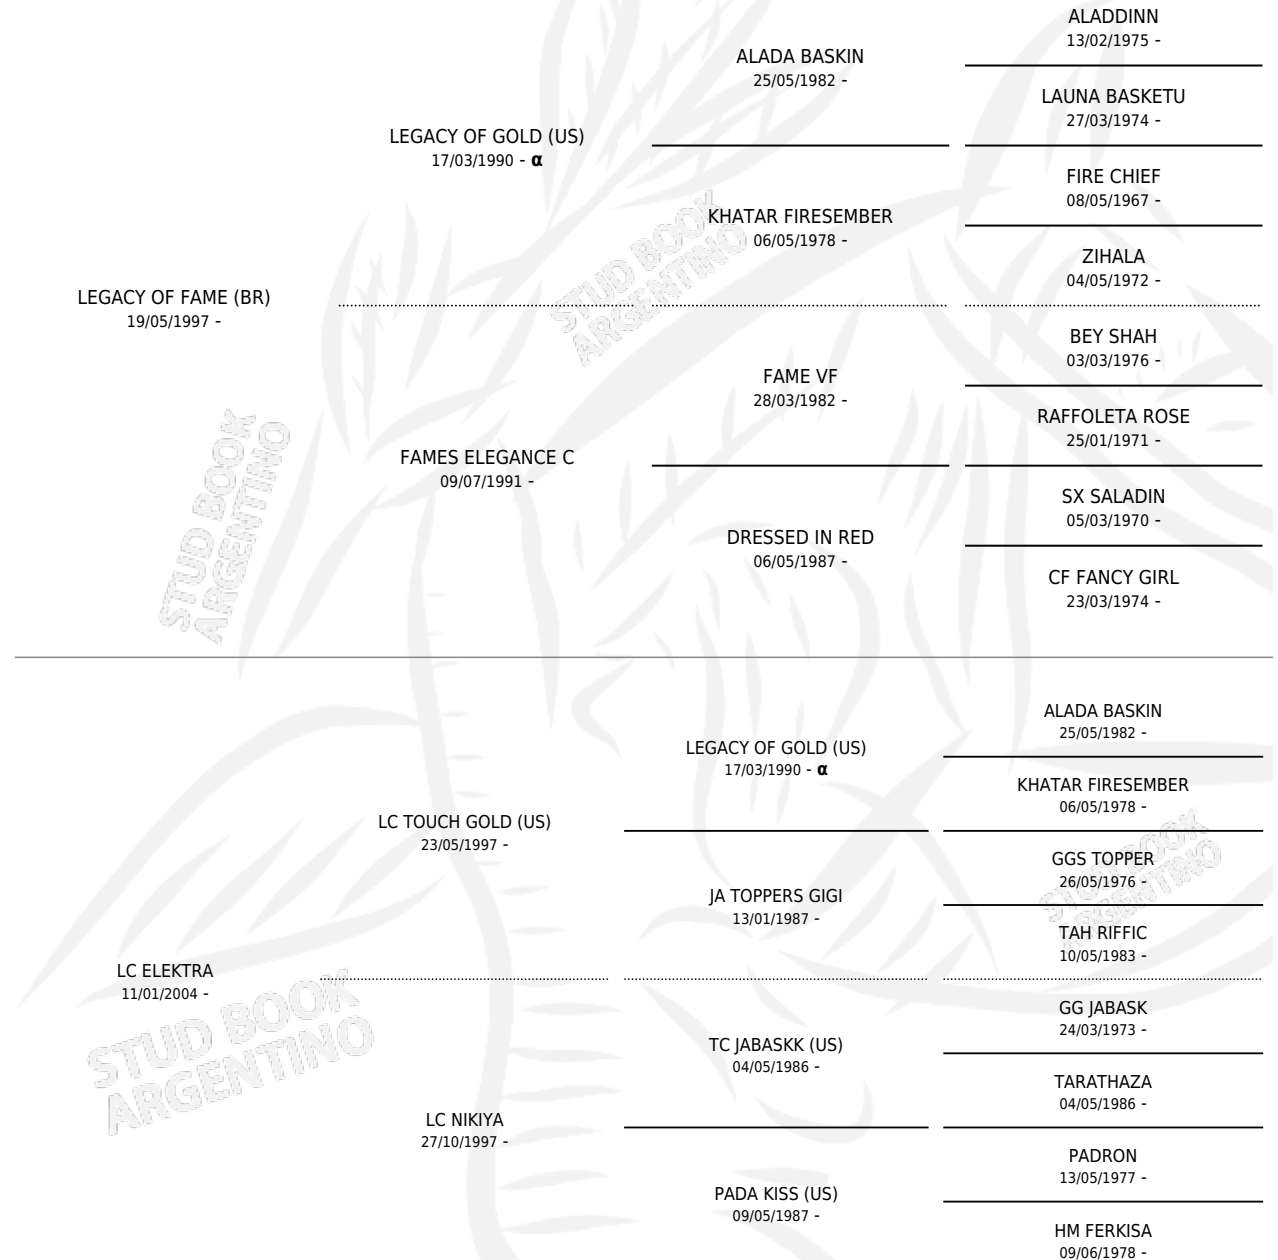 ALADDINN
13/02/1975 -
ALADA BASKIN
25/05/1982 -
LAUNA BASKETU
27/03/1974 -
LEGACY OF GOLD (US)
17/03/1990 - α
FIRE CHIEF
08/05/1967 -
KHATAR FIRESEMBER
06/05/1978 -
ZIHALA
04/05/1972 -
LEGACY OF FAME (BR)
19/05/1997 -
BEY SHAH
03/03/1976 -
FAME VF
28/03/1982 -
RAFFOLETA ROSE
25/01/1971 -
FAMES ELEGANCE C
09/07/1991 -
SX SALADIN
05/03/1970 -
DRESSED IN RED
06/05/1987 -
CF FANCY GIRL
23/03/1974 -
STUD BOOK
ARGENTINO
STUD BOOK
ARGENTINO
ALADA BASKIN
25/05/1982 -
LEGACY OF GOLD (US)
17/03/1990 - α
KHATAR FIRESEMBER
06/05/1978 -
LC TOUCH GOLD (US)
23/05/1997 -
GGS TOPPER
26/05/1976 -
JA TOPPERS GIGI
13/01/1987 -
TAH RIFFIC
10/05/1983 -
LC ELEKTRA
11/01/2004 -
GG JABASK
24/03/1973 -
TC JABASKK (US)
04/05/1986 -
TARATHAZA
04/05/1986 -
LC NIKIYA
27/10/1997 -
PADRON
13/05/1977 -
PADA KISS (US)
09/05/1987 -
HM FERKISA
09/06/1978 -
STUD BOOK
ARGENTINO
STUD BOOK
ARGENTINO